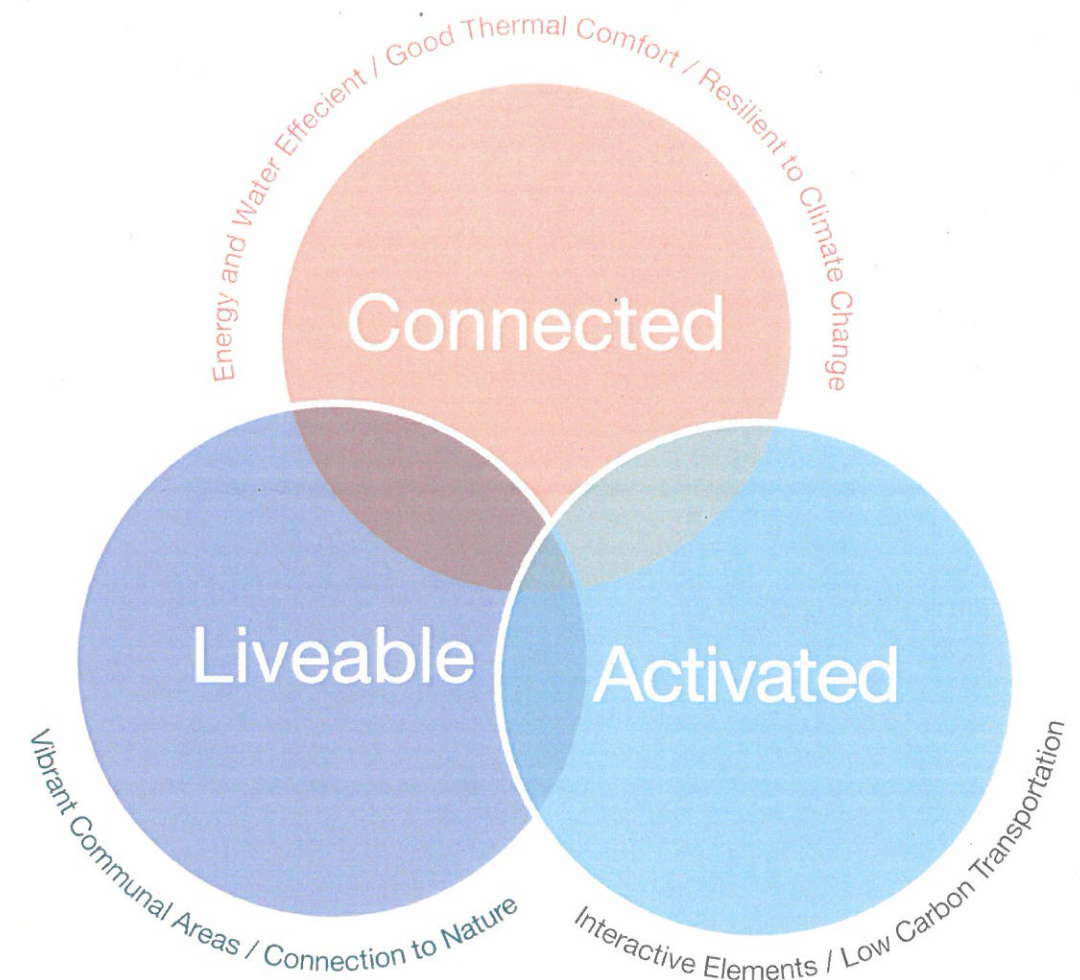 Energy and Water Effecient / Good Thermal Comfort / Resilient to Climate Change
Connected
Liveable
Activated
Vibrant Communal Areas / Connection to Nature
Interactive Elements / Low Carbon Transportation